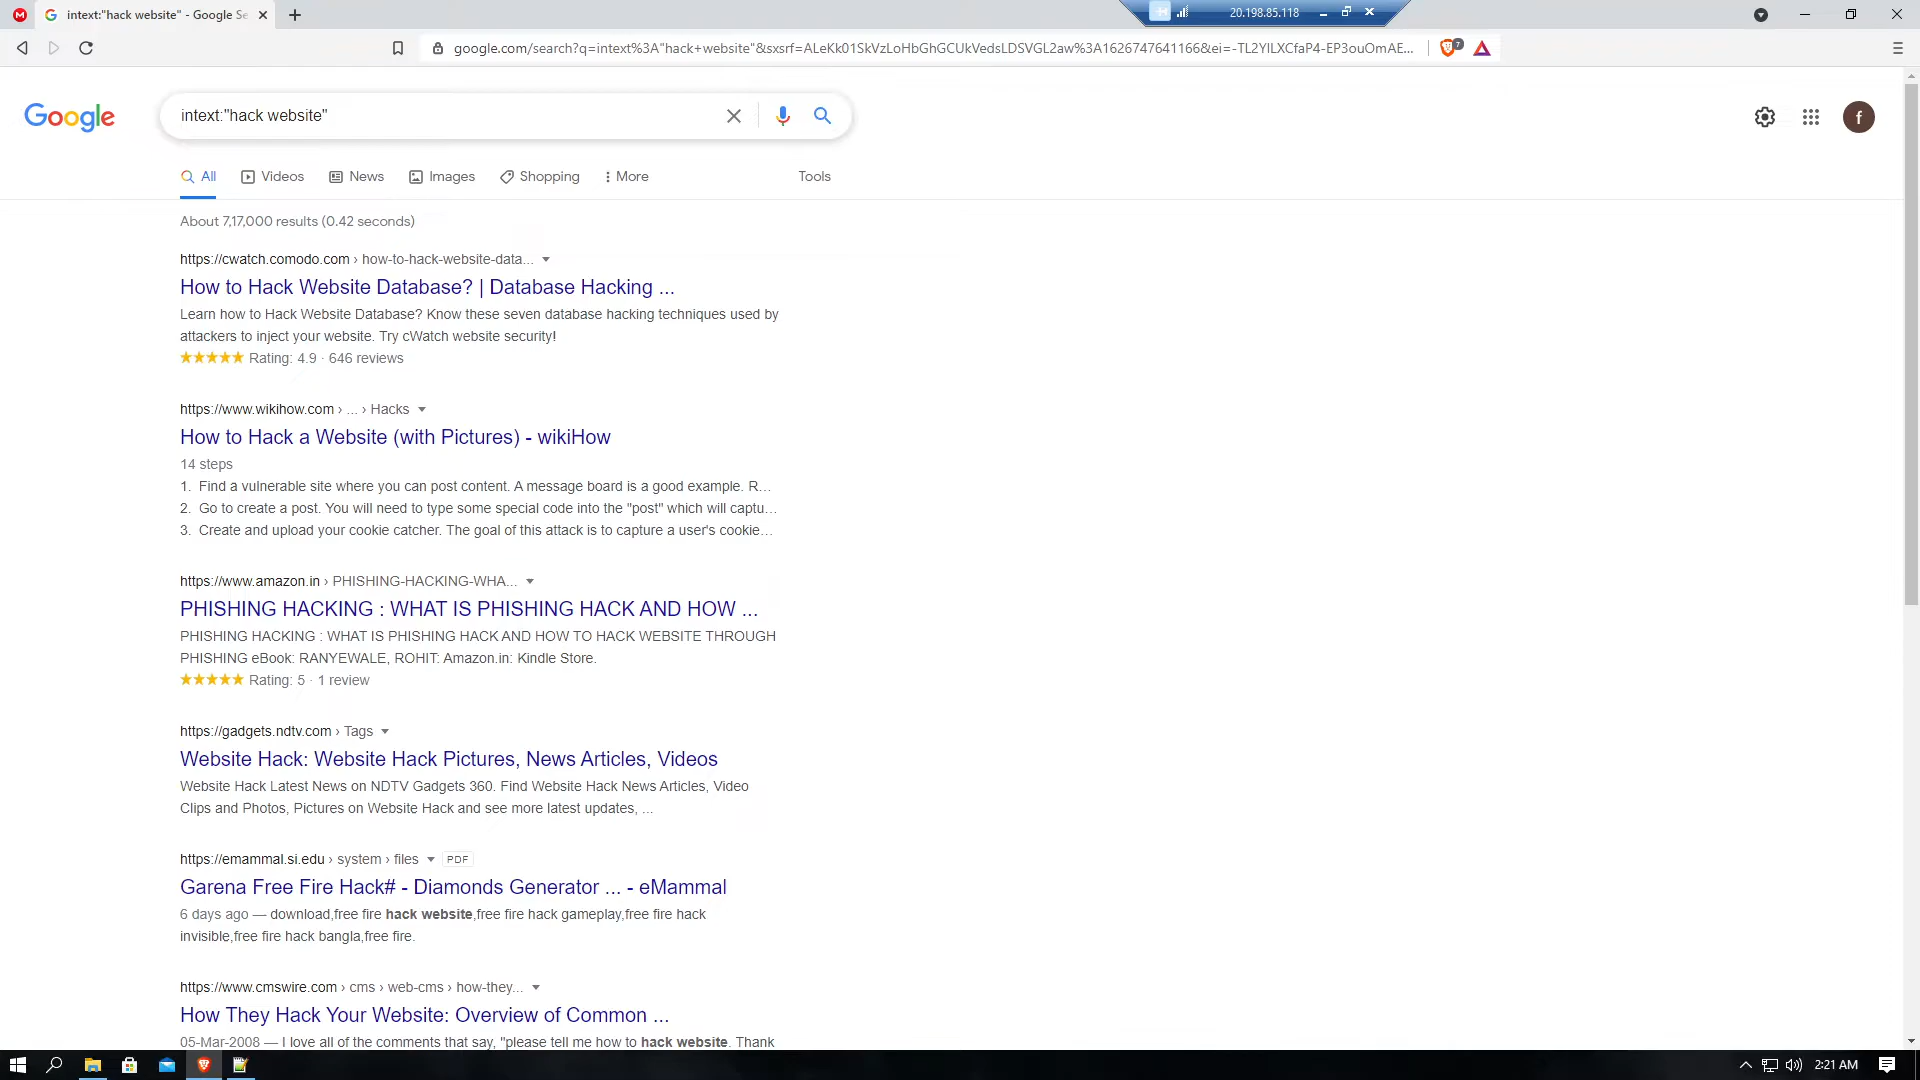 intext:"hack website" - Google Se
20.198.85.118
google.com/search?q=intext%3A"hack+website"&sxsrf=ALeKk01SkVzLoHbGhGCUkVedsLDSVGL2aw%3A1626747641166&ei=-TL2YILXCfaP4-EP3ouOmAE...
7
Google
intext:"hack website"
f
All
Videos
News
Images
Shopping
More
Tools
About 7,17,000 results (0.42 seconds)
https://cwatch.comodo.com › how-to-hack-website-data...
How to Hack Website Database? | Database Hacking ...
Learn how to Hack Website Database? Know these seven database hacking techniques used by
attackers to inject your website. Try cWatch website security!
Rating: 4.9 · 646 reviews
https://www.wikihow.com › ... › Hacks
How to Hack a Website (with Pictures) - wikiHow
14 steps
1. Find a vulnerable site where you can post content. A message board is a good example. R...
2. Go to create a post. You will need to type some special code into the "post" which will captu...
3. Create and upload your cookie catcher. The goal of this attack is to capture a user's cookie...
https://www.amazon.in › PHISHING-HACKING-WHA...
PHISHING HACKING : WHAT IS PHISHING HACK AND HOW ...
PHISHING HACKING : WHAT IS PHISHING HACK AND HOW TO HACK WEBSITE THROUGH
PHISHING eBook: RANYEWALE, ROHIT: Amazon.in: Kindle Store.
Rating: 5 · 1 review
https://gadgets.ndtv.com › Tags
Website Hack: Website Hack Pictures, News Articles, Videos
Website Hack Latest News on NDTV Gadgets 360. Find Website Hack News Articles, Video
Clips and Photos, Pictures on Website Hack and see more latest updates, ...
https://emammal.si.edu › system › files PDF
Garena Free Fire Hack# - Diamonds Generator ... - eMammal
6 days ago — download,free fire hack website,free fire hack gameplay,free fire hack
invisible,free fire hack bangla,free fire.
https://www.cmswire.com › cms › web-cms › how-they...
How They Hack Your Website: Overview of Common ...
05-Mar-2008 — I love all of the comments that say, "please tell me how to hack website. Thank
2:21 AM